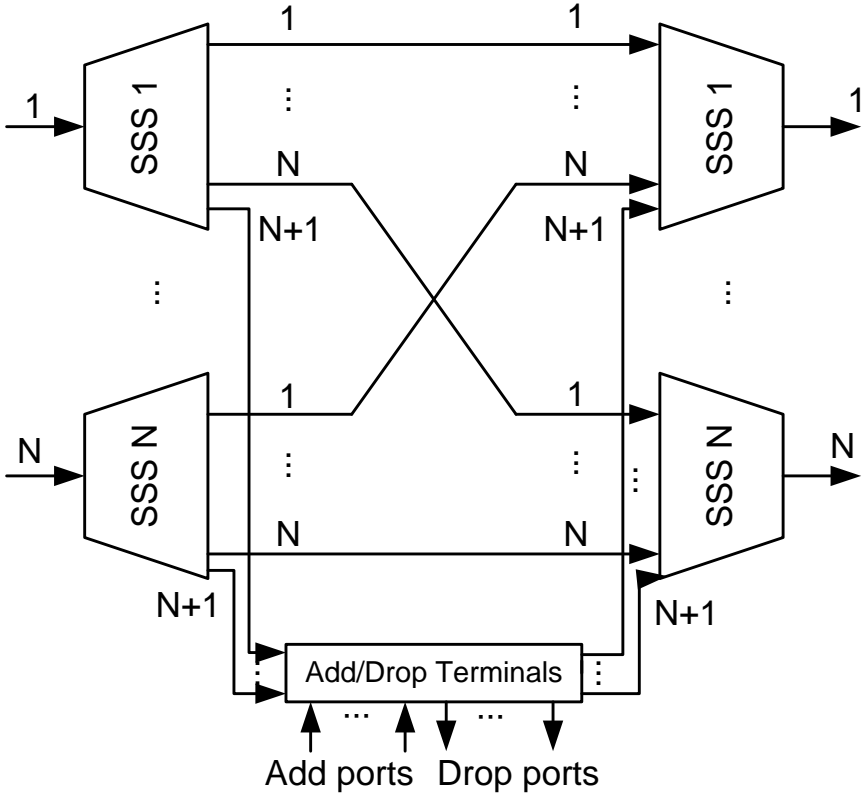 1 1
1 SSS 1 ... ... SSS 1 1
N N
N+1 N+1
... ...
1 1
N SSS N ... ... ... SSS N N
N N
N+1 N+1
... Add/Drop Terminals ...
... ...
Add ports Drop ports